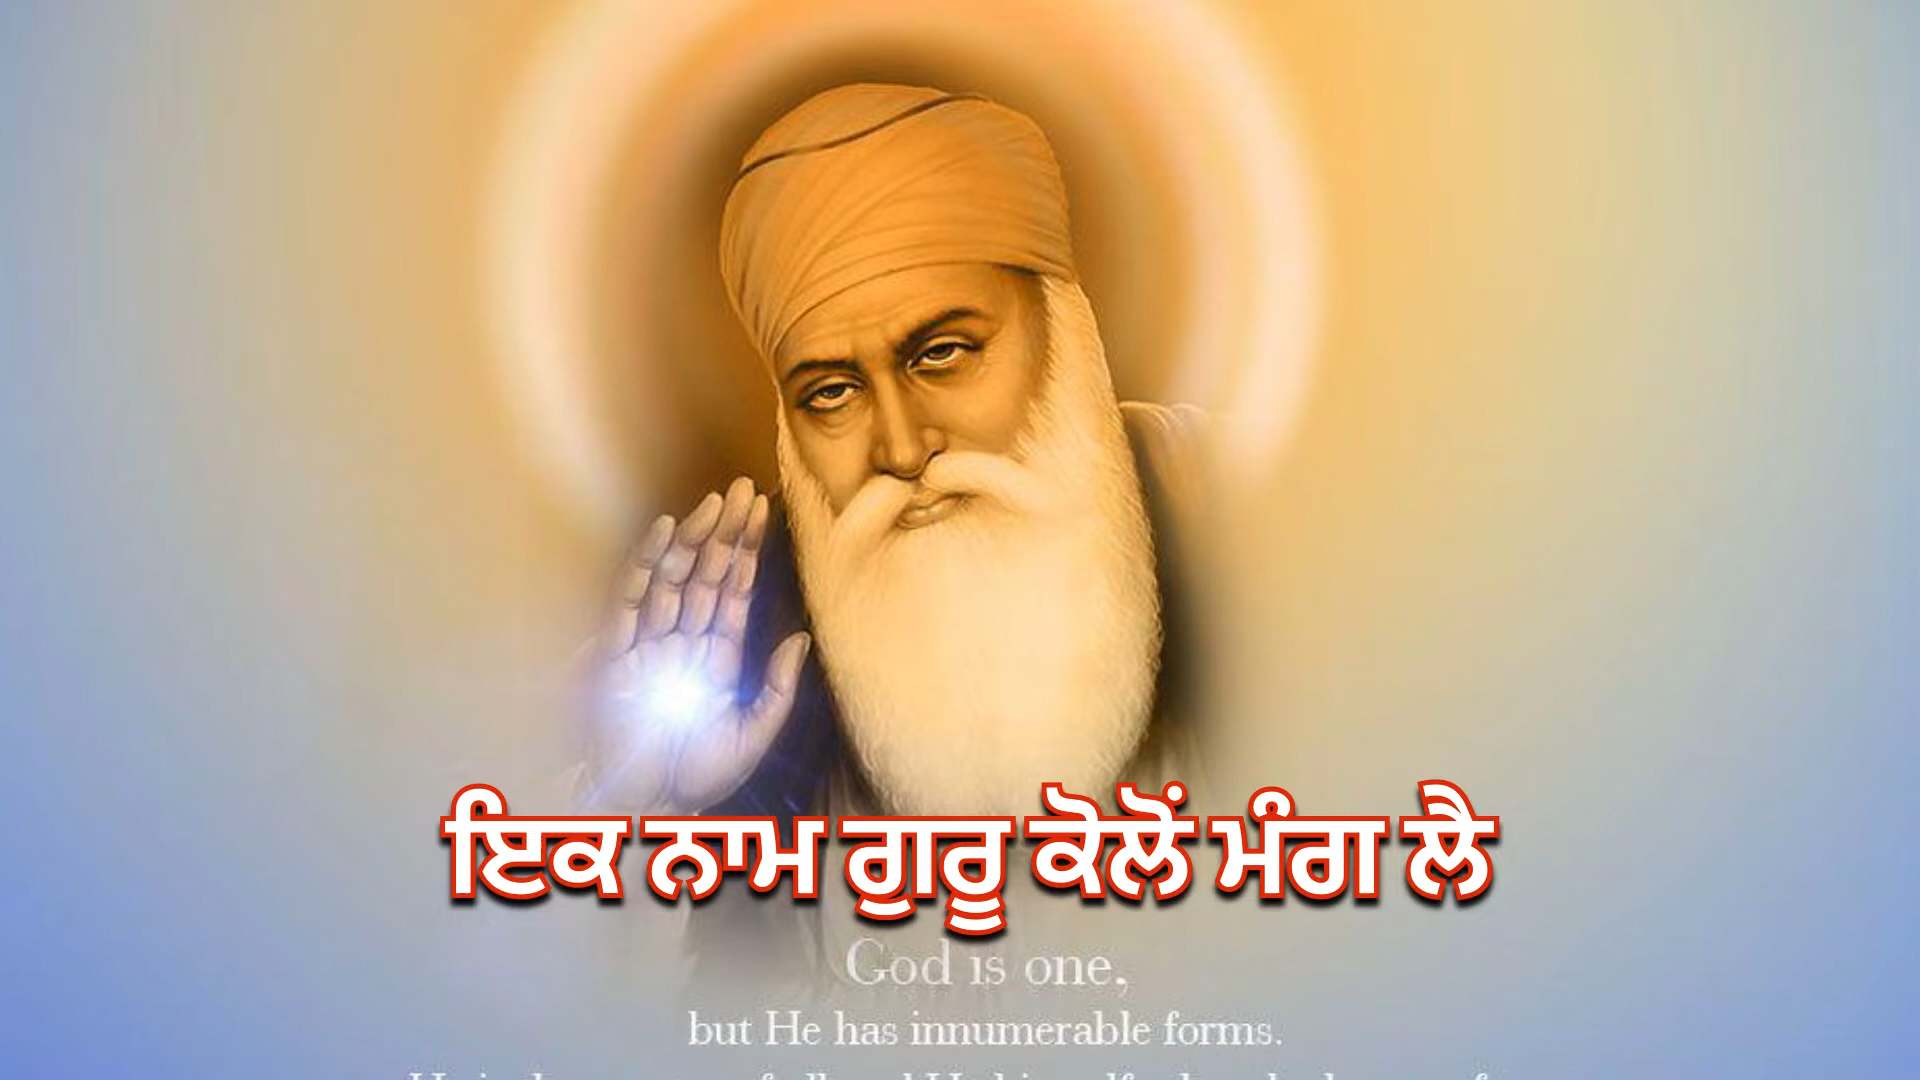 ਇਕ ਨਾਮ ਗੁਰੂ ਕੋਲੋਂ ਮੰਗ ਲੈ
God is one,
but He has innumerable forms.